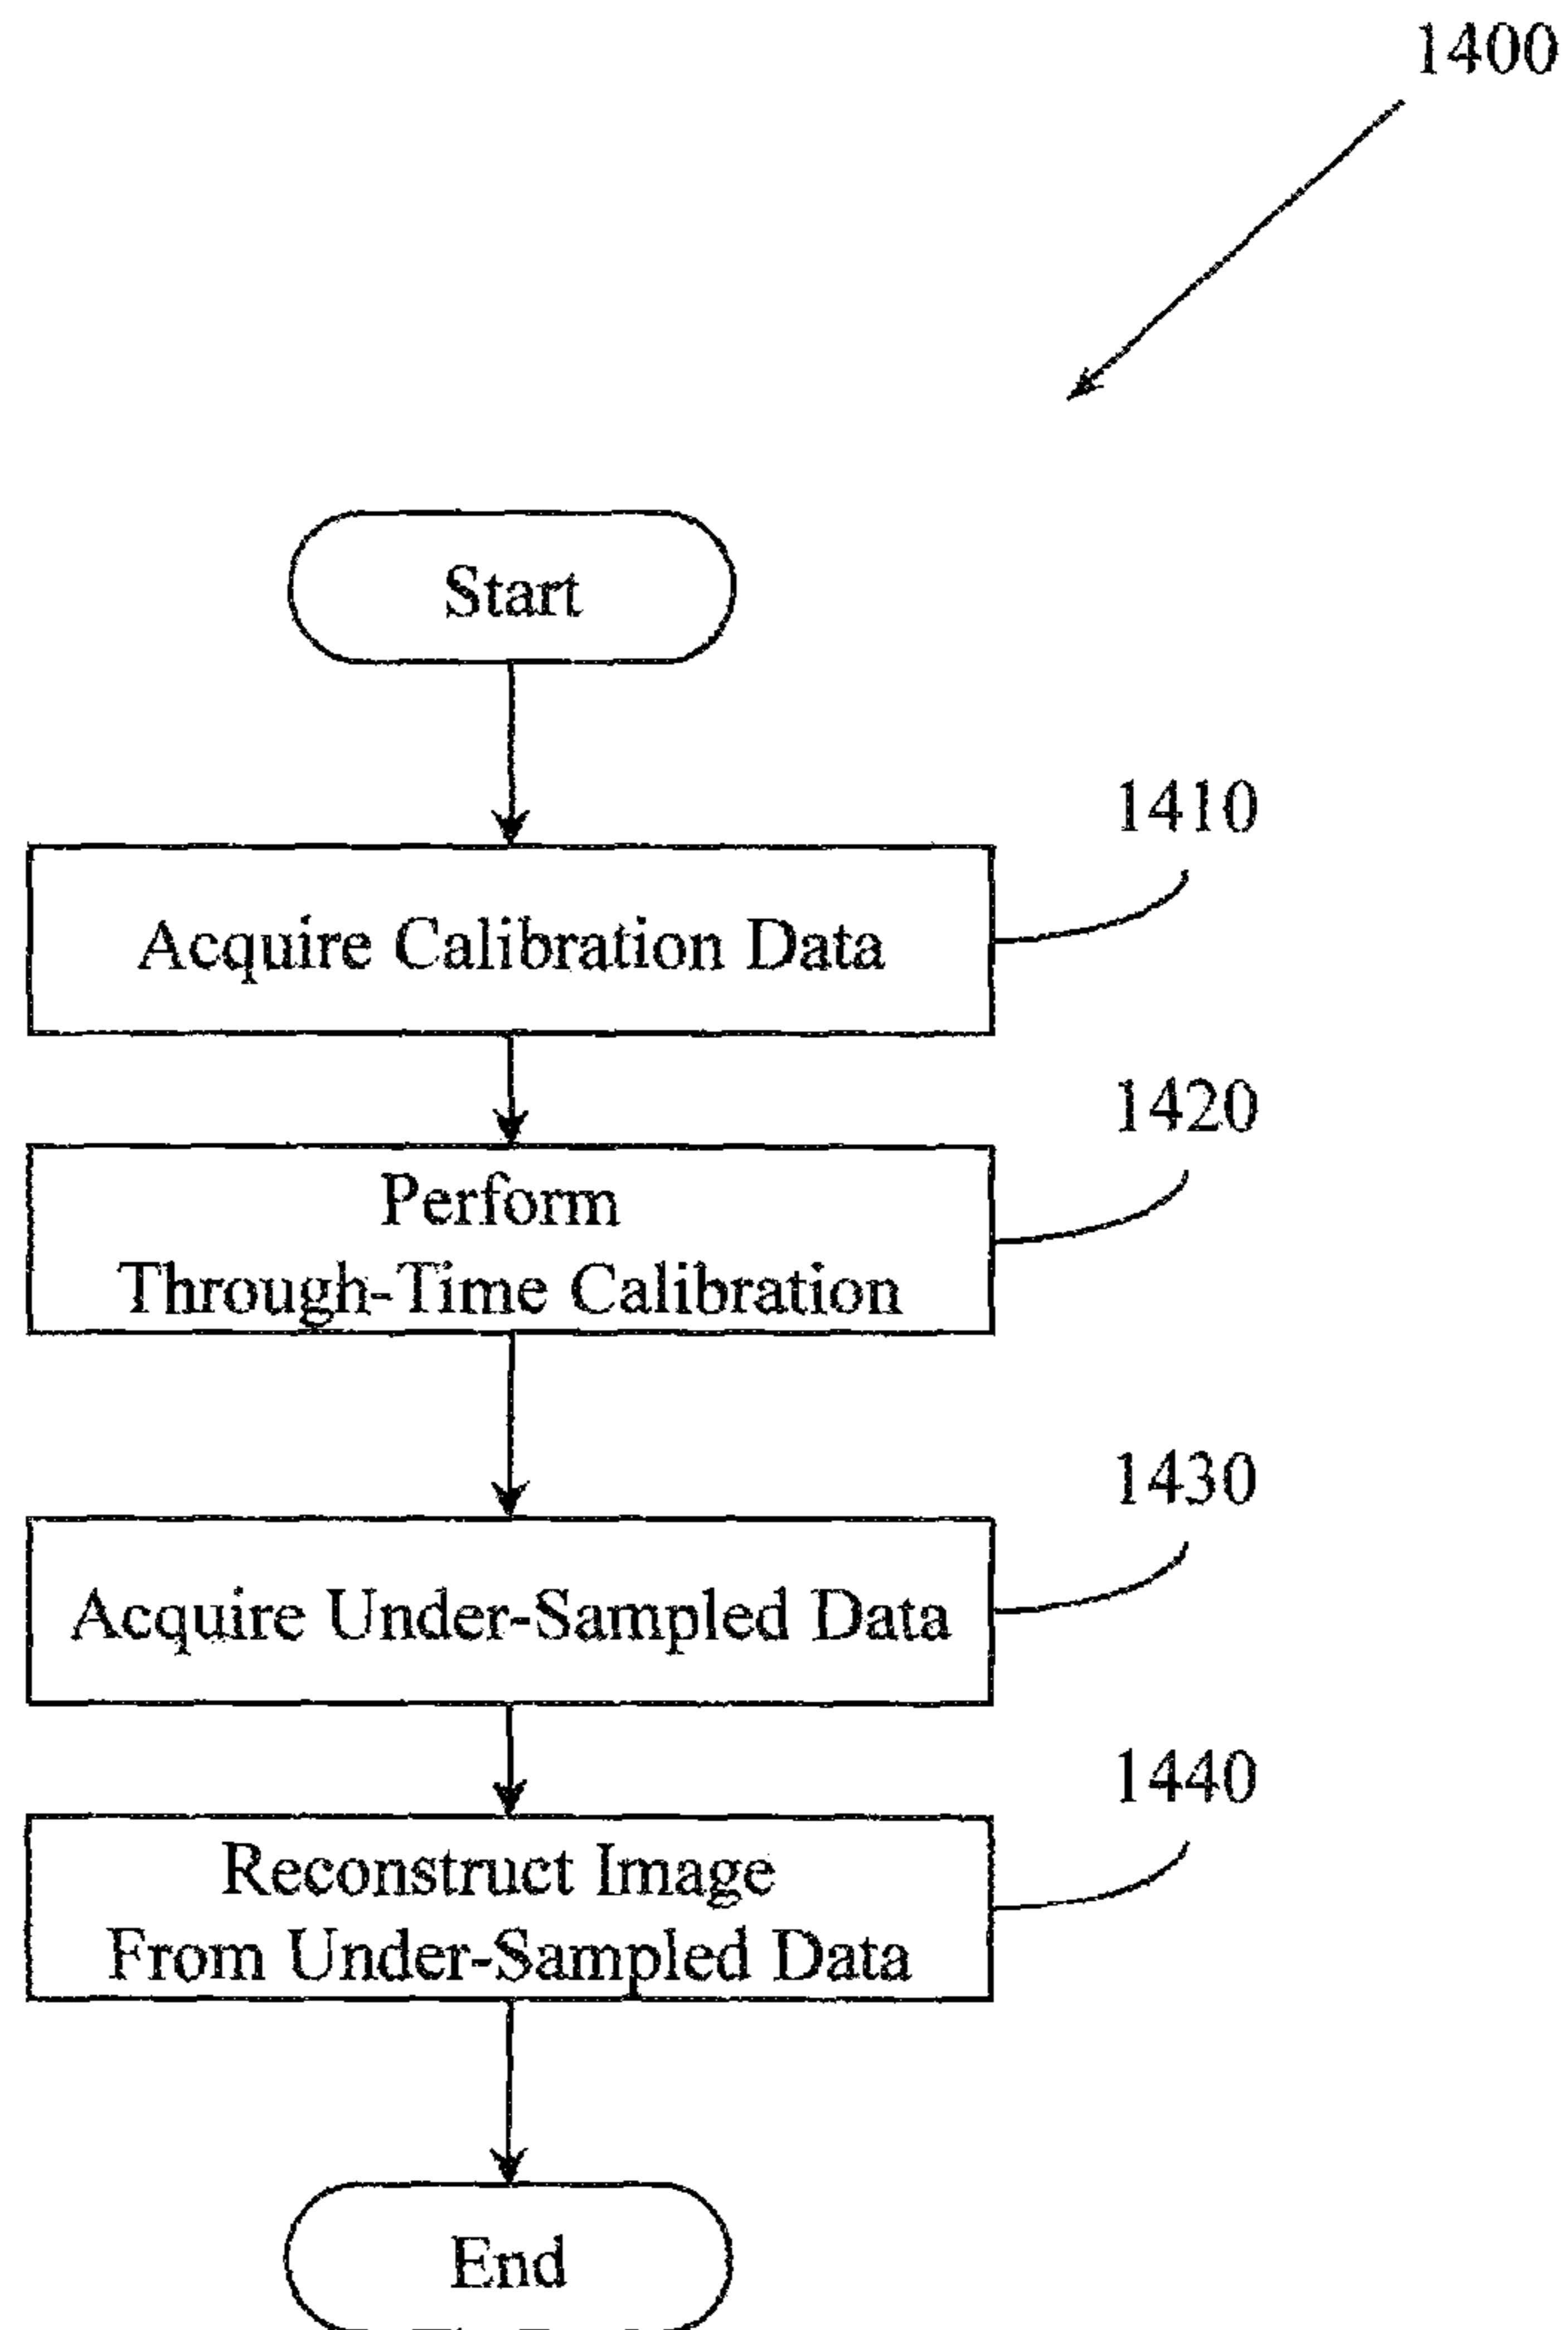 1400
Start
1410
Acquire Calibration Data
1420
Perform
Through-Time Calibration
1430
Acquire Under-Sampled Data
1440
Reconstruct Image
From Under-Sampled Data
End